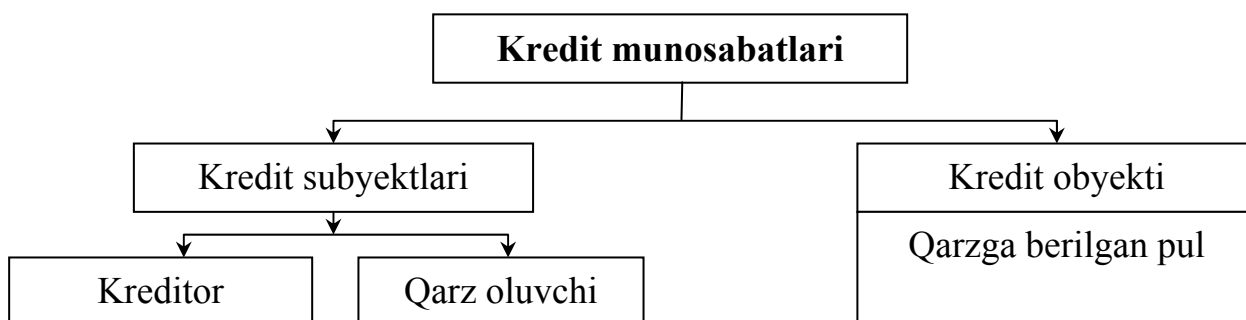 Kredit munosabatlari
Kredit subyektlari
Kredit obyekti
Qarzga berilgan pul
Kreditor
Qarz oluvchi